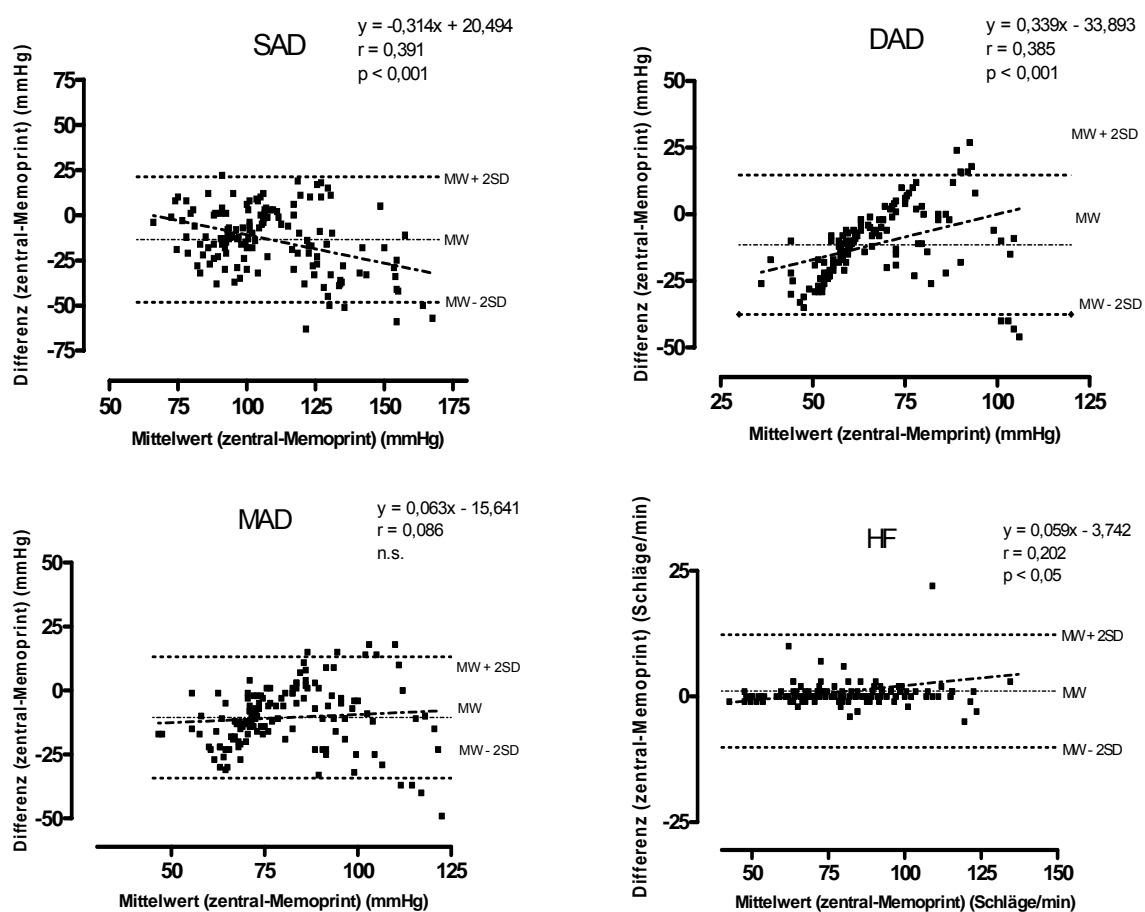 SAD
y = -0,314x + 20,494
r = 0,391
p < 0,001
Differenz (zentral-Memoprint) (mmHg)
75
50
25
0
-25
-50
-75
MW + 2SD
MW
MW - 2SD
50
75
100
125
150
175
Mittelwert (zentral-Memoprint) (mmHg)
DAD
y = 0,339x - 33,893
r = 0,385
p < 0,001
Differenz (zentral-Memoprint) (mmHg)
50
25
0
-25
-50
MW + 2SD
MW
MW - 2SD
25
50
75
100
125
Mittelwert (zentral-Memprint) (mmHg)
MAD
y = 0,063x - 15,641
r = 0,086
n.s.
Differenz (zentral-Memoprint) (mmHg)
50
25
0
-25
-50
MW + 2SD
MW
MW - 2SD
50
75
100
125
Mittelwert (zentral-Memoprint) (mmHg)
HF
y = 0,059x - 3,742
r = 0,202
p < 0,05
Differenz (zentral-Memoprint) (Schläge/min)
25
0
-25
MW + 2SD
MW
MW - 2SD
50
75
100
125
150
Mittelwert (zentral-Memoprint) (Schläge/min)